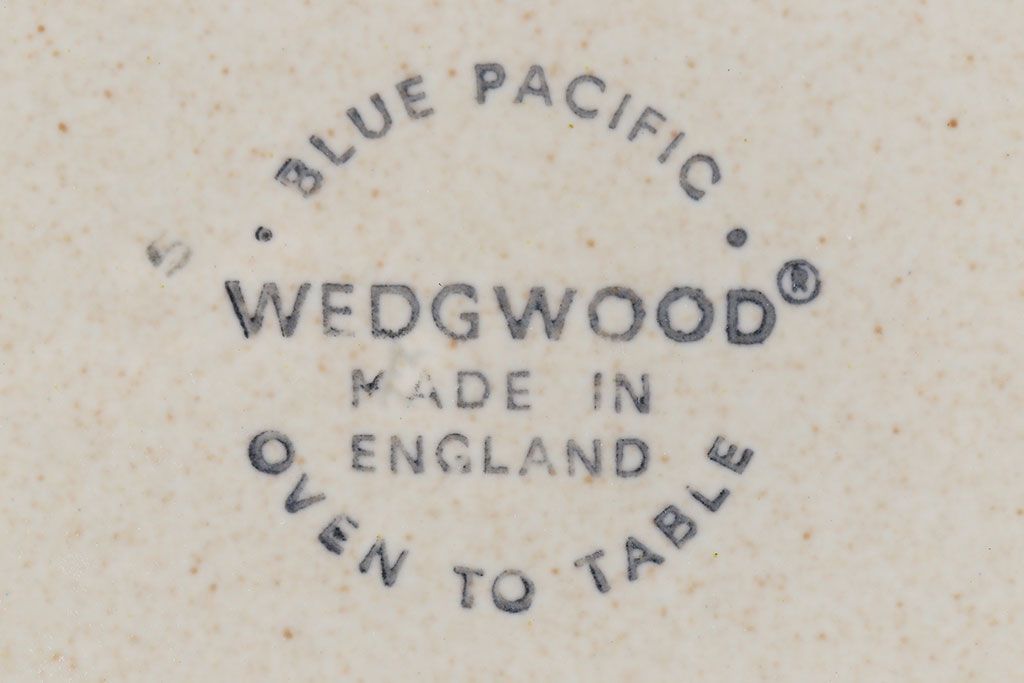 BLUE PACIFIC
5
WEDGWOOD®
MADE IN
ENGLAND
OVEN TO TABLE